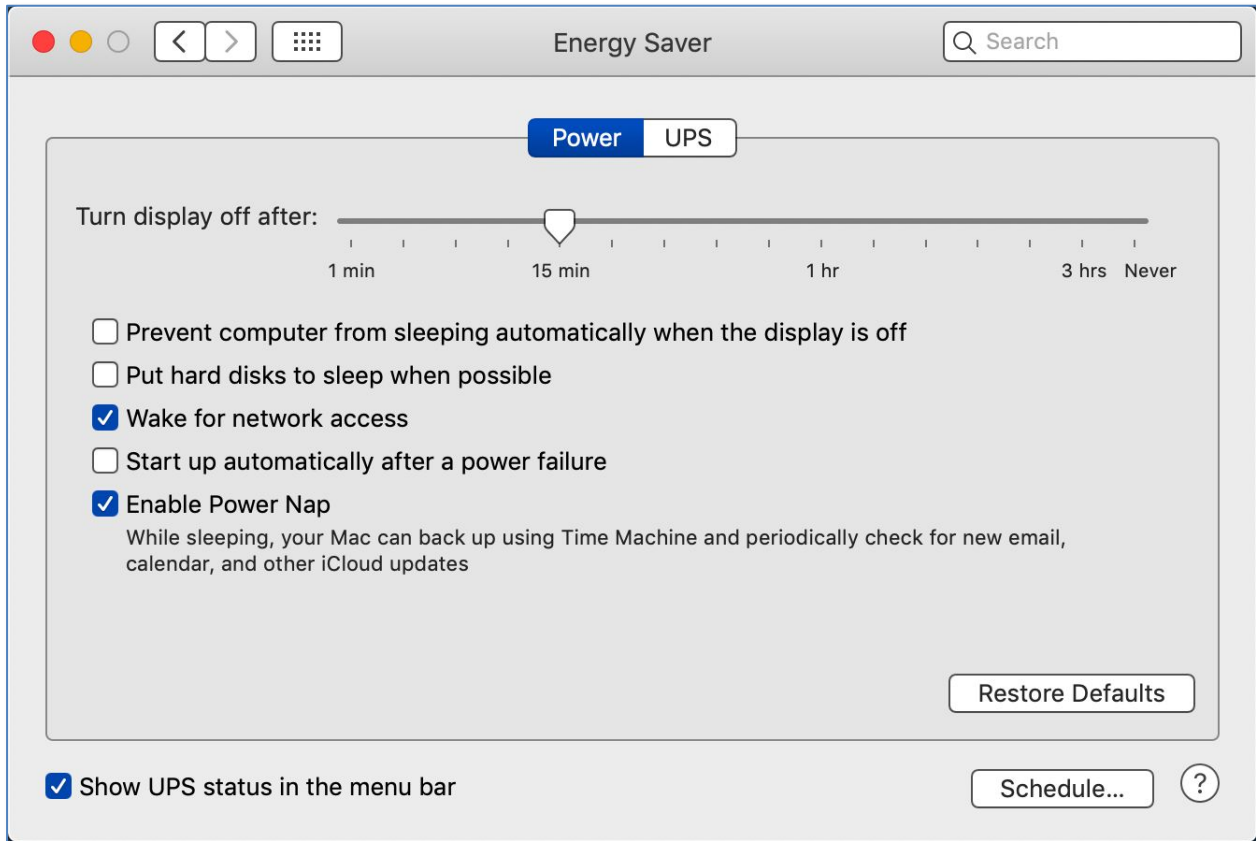 Energy Saver
Search
Power
UPS
Turn display off after:
1 min
15 min
1 hr
3 hrs
Never
Prevent computer from sleeping automatically when the display is off
Put hard disks to sleep when possible
Wake for network access
Start up automatically after a power failure
Enable Power Nap
While sleeping, your Mac can back up using Time Machine and periodically check for new email,
calendar, and other iCloud updates
Restore Defaults
Show UPS status in the menu bar
Schedule...
?